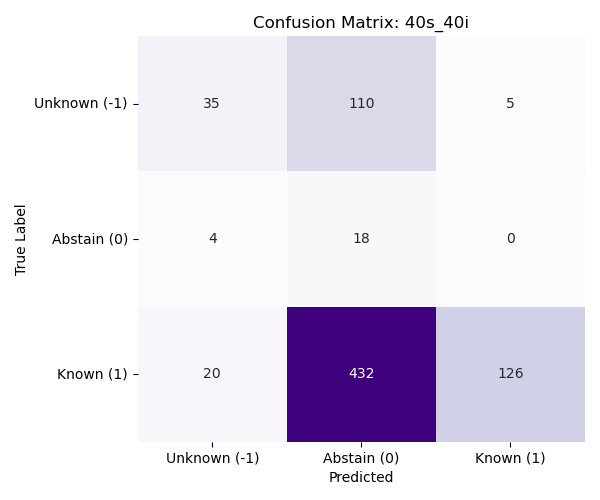 Confusion Matrix: 40s_40i
True Label
Unknown (-1)
35 110 5
Abstain (0)
4 18 0
Known (1)
20 432 126
Unknown (-1) Abstain (0) Known (1)
Predicted